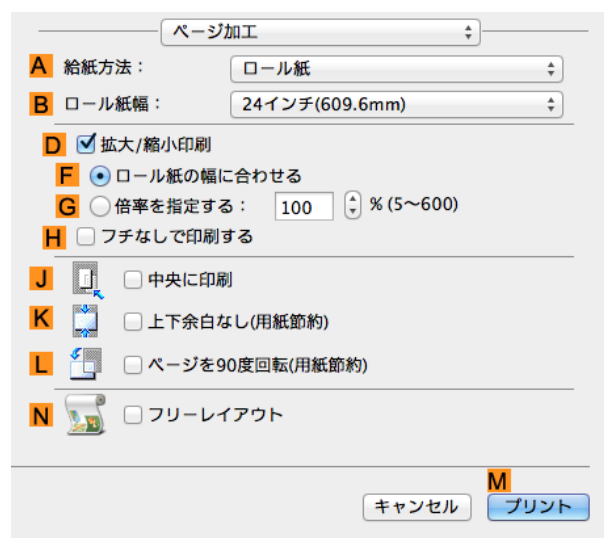 ページ加工
A 給紙方法： ロール紙
B ロール紙幅： 24インチ(609.6mm)
D 拡大/縮小印刷
F ロール紙の幅に合わせる
G 倍率を指定する： 100 % (5〜600)
H フチなしで印刷する
J 中央に印刷
K 上下余白なし(用紙節約)
L ページを90度回転(用紙節約)
N フリーレイアウト
M
キャンセル プリント